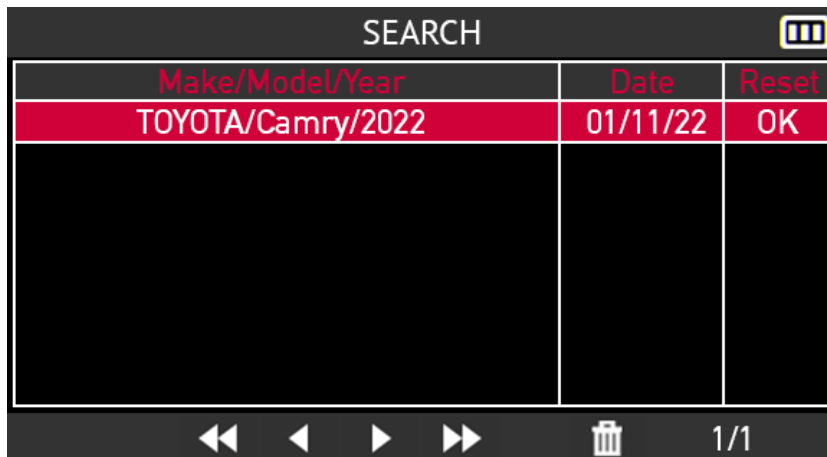 SEARCH
Make/Model/Year Date Reset
TOYOTA/Camry/2022 01/11/22 OK
1/1